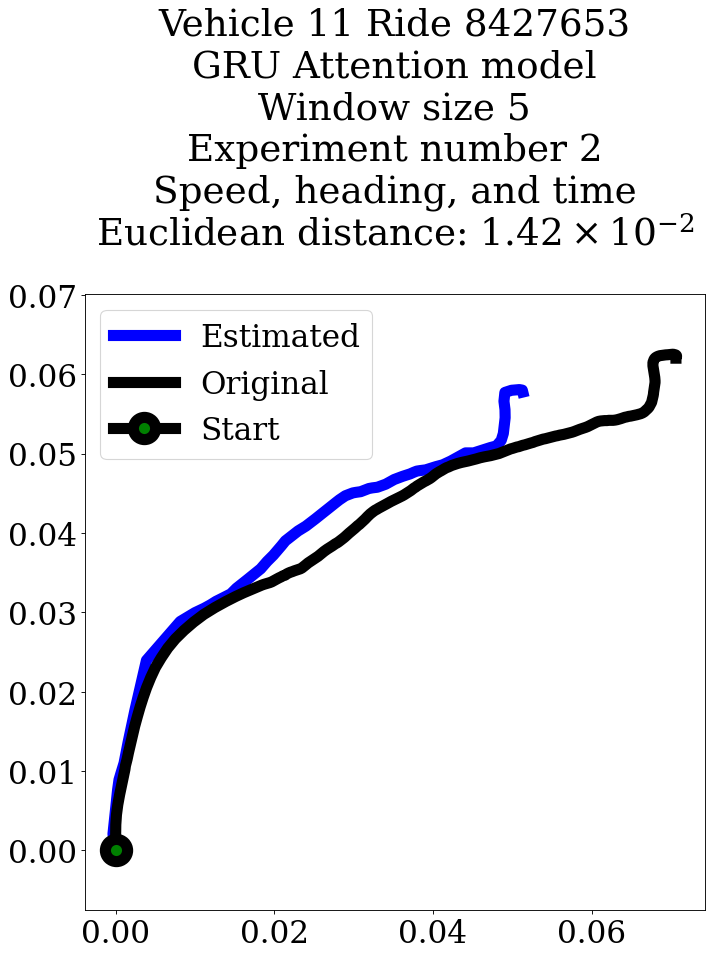 Vehicle 11 Ride 8427653
GRU Attention model
Window size 5
Experiment number 2
Speed, heading, and time
Euclidean distance: 1.42 × 10⁻²
0.07
0.06
0.05
0.04
0.03
0.02
0.01
0.00
Estimated
Original
Start
0.00 0.02 0.04 0.06